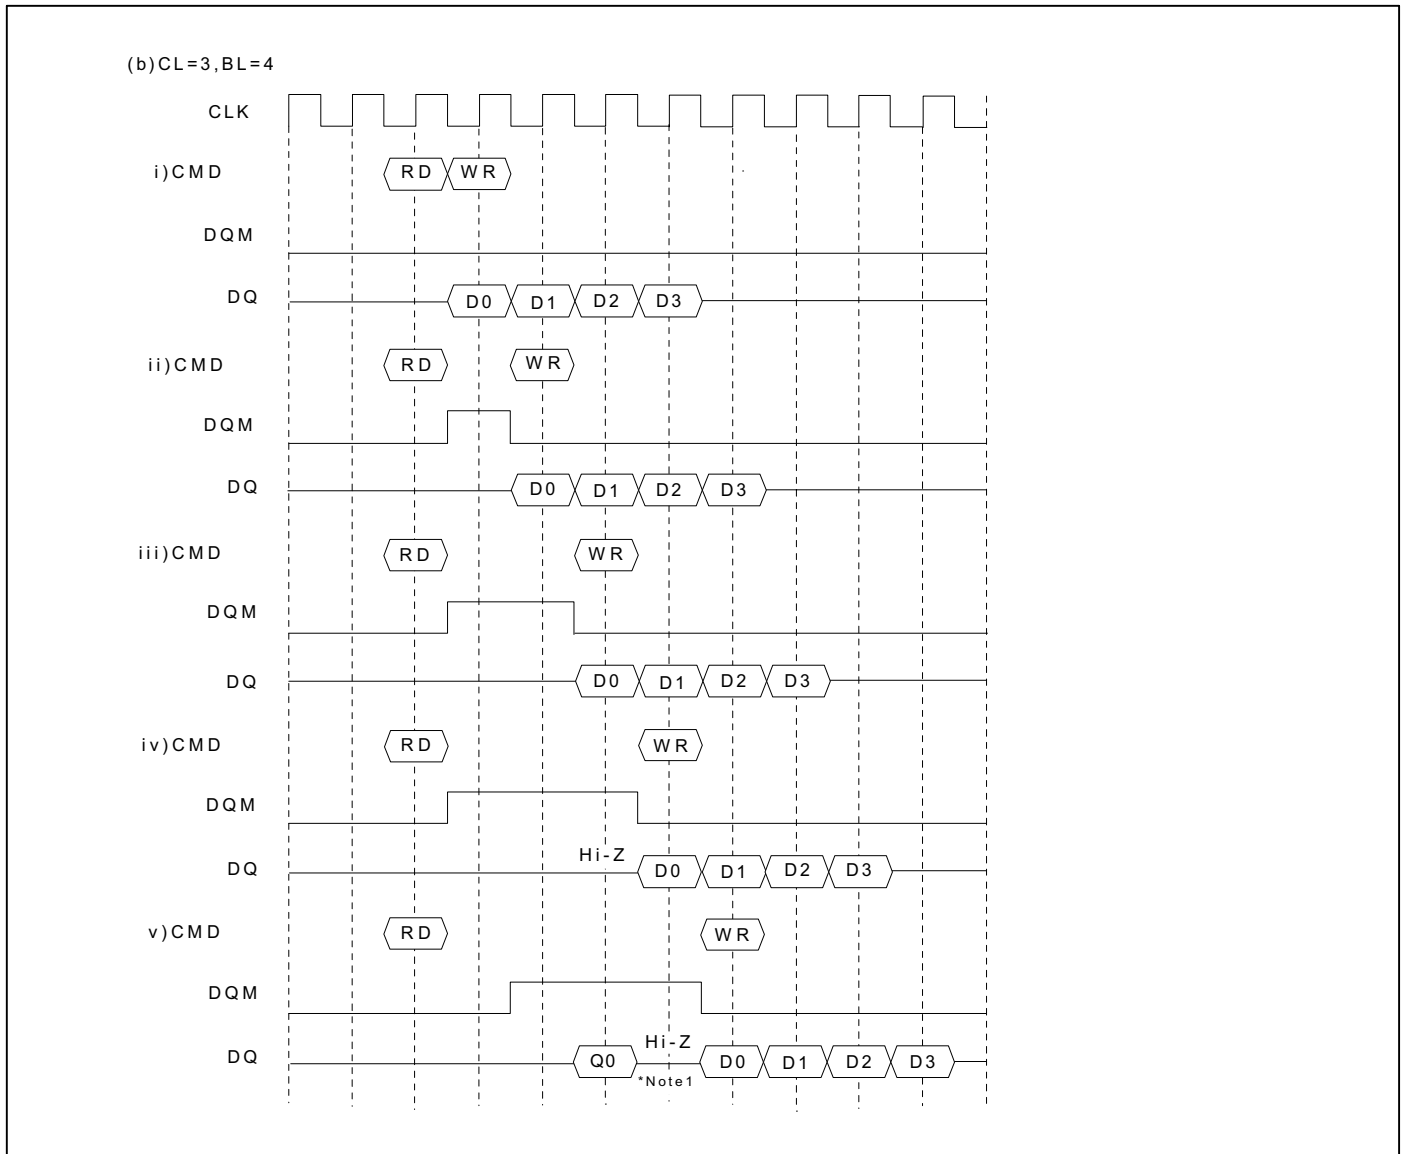 (b)CL=3,BL=4
CLK
i)CMD RD WR
DQM
DQ D0 D1 D2 D3
ii)CMD RD WR
DQM
DQ D0 D1 D2 D3
iii)CMD RD WR
DQM
DQ D0 D1 D2 D3
iv)CMD RD WR
DQM
Hi-Z
DQ D0 D1 D2 D3
v)CMD RD WR
DQM
Hi-Z
DQ Q0 D0 D1 D2 D3
*Note1